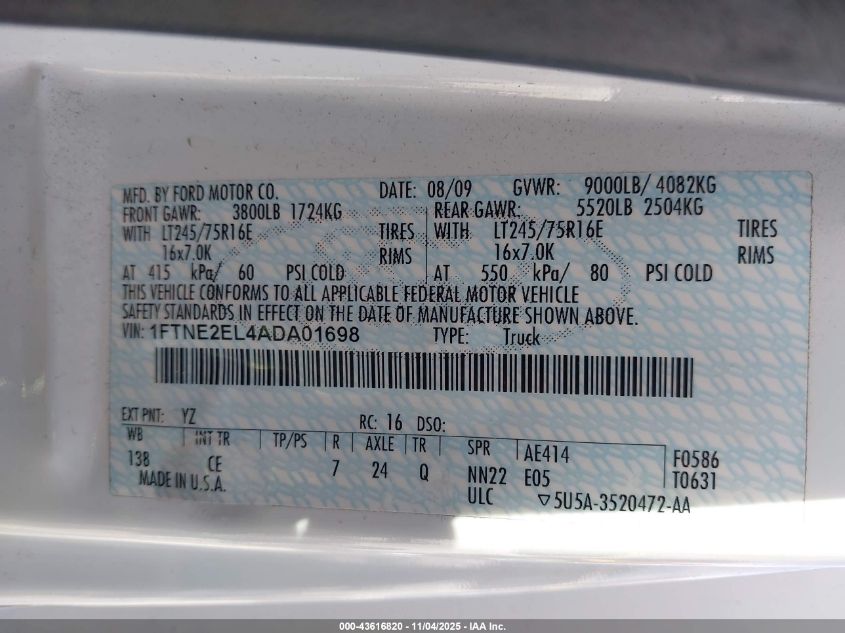 MFD. BY FORD MOTOR CO. DATE: 08/09 GVWR: 9000LB/ 4082KG
FRONT GAWR: 3800LB 1724KG REAR GAWR: 5520LB 2504KG
WITH LT245/75R16E TIRES WITH LT245/75R16E TIRES
16x7.0K RIMS 16x7.0K RIMS
AT 415 kPa/ 60 PSI COLD AT 550 kPa/ 80 PSI COLD
THIS VEHICLE CONFORMS TO ALL APPLICABLE FEDERAL MOTOR VEHICLE
SAFETY STANDARDS IN EFFECT ON THE DATE OF MANUFACTURE SHOWN ABOVE.
VIN: 1FTNE2EL4ADA01698 TYPE: Truck
EXT PNT: YZ RC: 16 DSO:
WB INT TR TP/PS R AXLE TR SPR AE414 F0586
138 CE 7 24 Q NN22 E05 T0631
MADE IN U.S.A. ULC ▽5U5A-3520472-AA
000-43616820 - 11/04/2025 - IAA Inc.